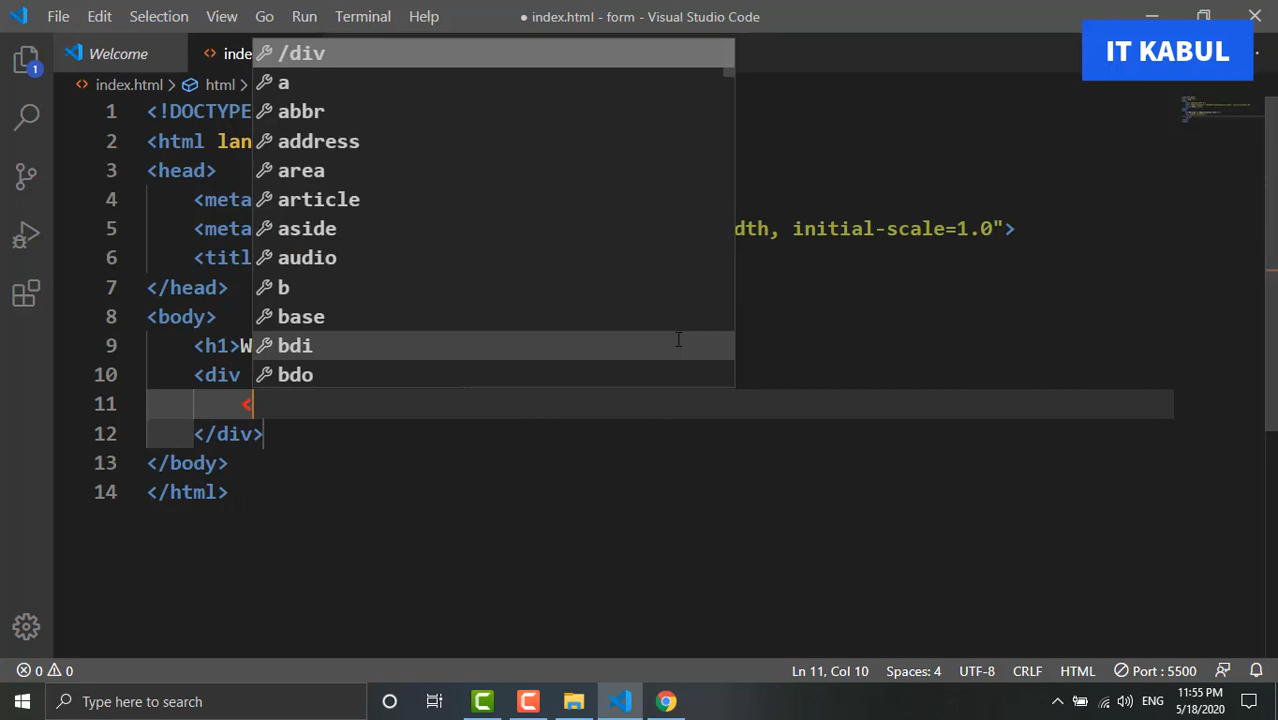 File Edit Selection View Go Run Terminal Help
● index.html - form - Visual Studio Code
IT KABUL
Welcome
inde
index.html > html >
/div
a
abbr
address
area
article
aside
audio
b
base
bdi
bdo
1 <!DOCTYPE
2 <html lan
3 <head>
4 <meta
5 <meta dth, initial-scale=1.0">
6 <titl
7 </head>
8 <body>
9 <h1>W
10 <div
11 <
12 </div>
13 </body>
14 </html>
1
0 0 Ln 11, Col 10 Spaces: 4 UTF-8 CRLF HTML Port : 5500
Type here to search
ENG
11:55 PM
5/18/2020